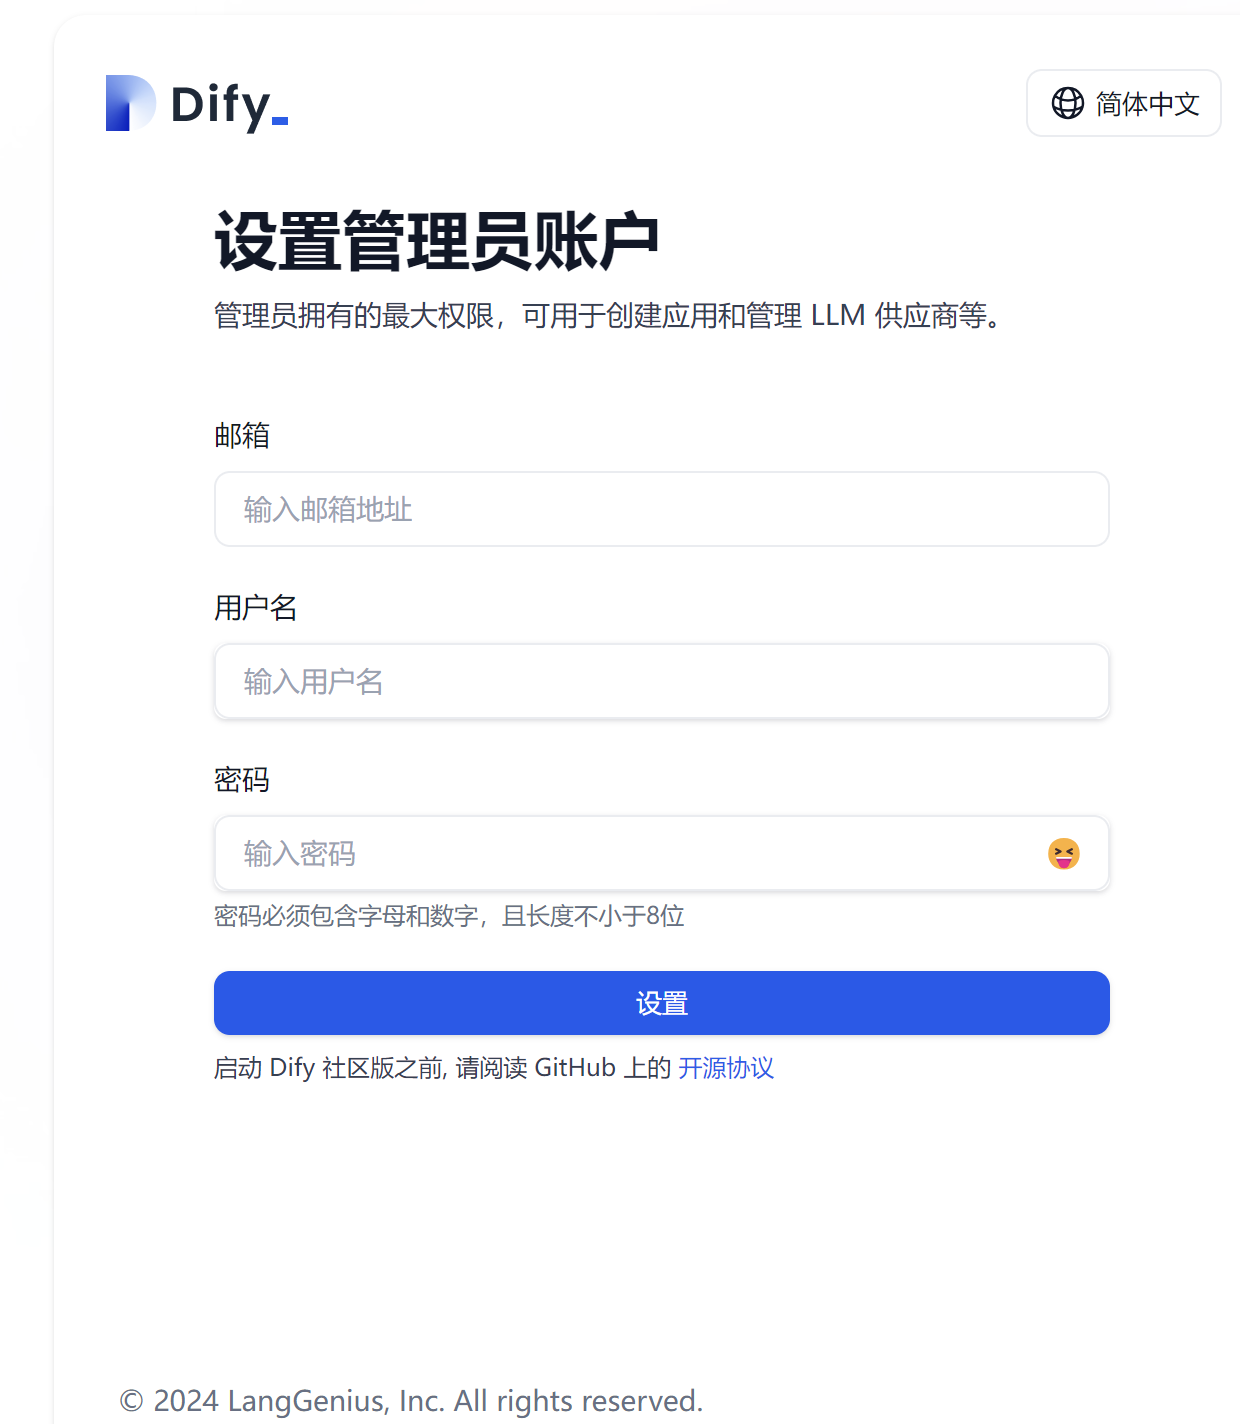 Dify_
简体中文
设置管理员账户
管理员拥有的最大权限，可用于创建应用和管理 LLM 供应商等。
邮箱
输入邮箱地址
用户名
输入用户名
密码
输入密码
密码必须包含字母和数字，且长度不小于8位
设置
启动 Dify 社区版之前, 请阅读 GitHub 上的 开源协议
© 2024 LangGenius, Inc. All rights reserved.